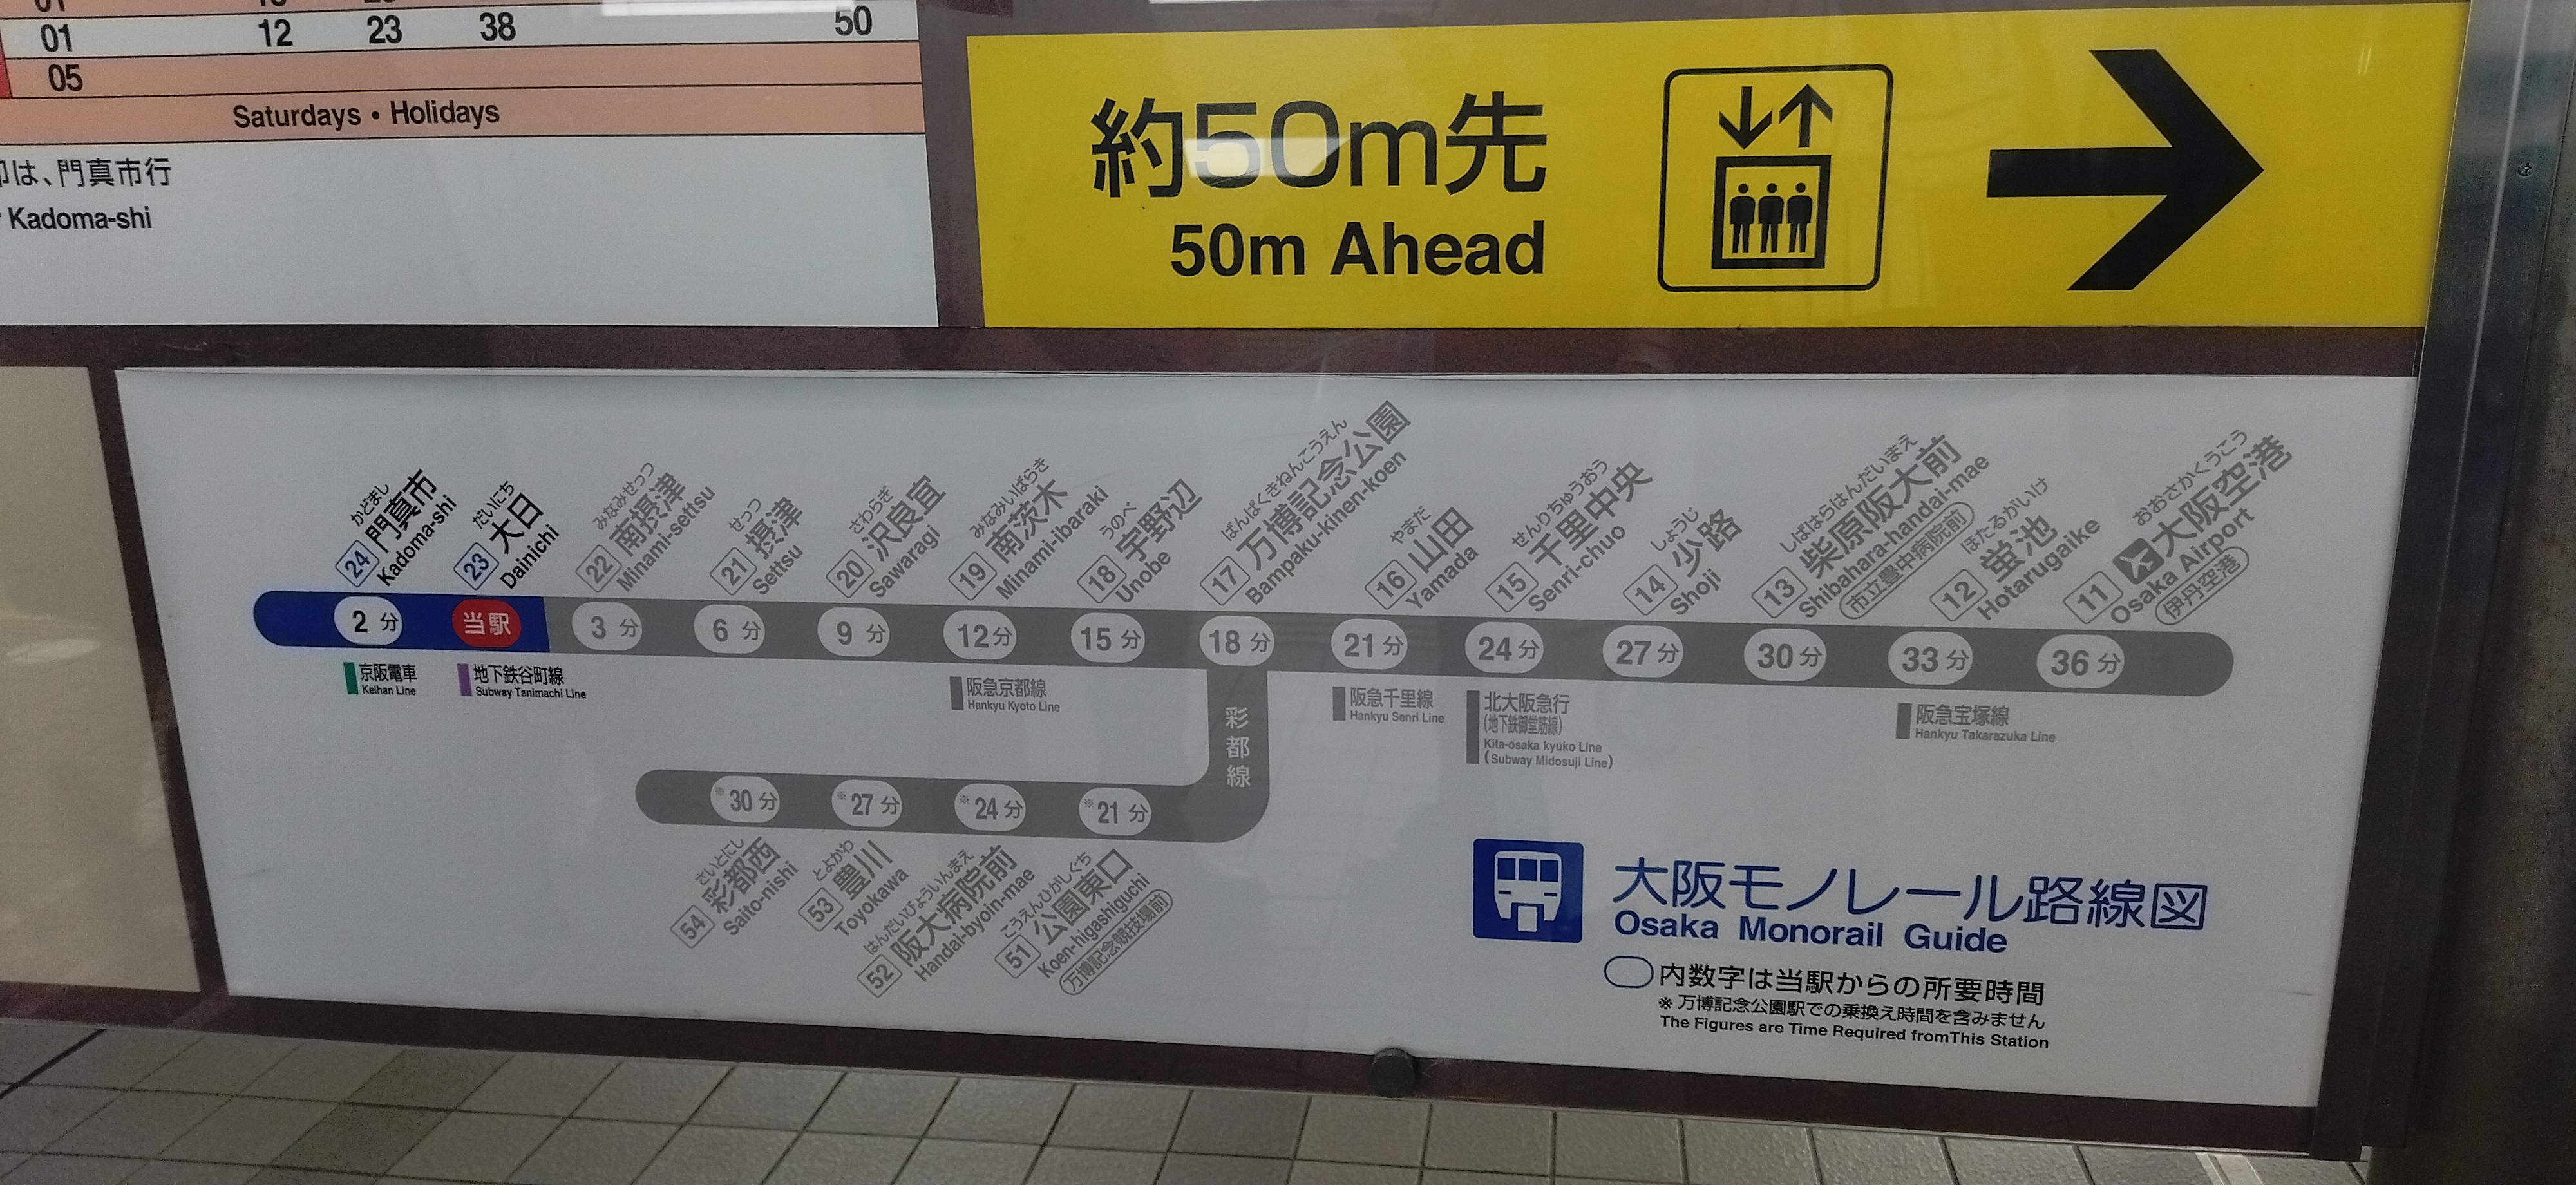 01 12 23 38 50
05
Saturdays • Holidays
は、門真市行
Kadoma-shi
約50m先
50m Ahead
かどまし
24 門真市
Kadoma-shi
だいにち
23 大日
Dainichi
みなみせっつ
22 南摂津
Minami-settsu
せっつ
21 摂津
Settsu
さわらぎ
20 沢良宜
Sawaragi
みなみいばらき
19 南茨木
Minami-ibaraki
うのべ
18 宇野辺
Unobe
ばんぱくきねんこうえん
17 万博記念公園
Bampaku-kinen-koen
やまだ
16 山田
Yamada
せんりちゅうおう
15 千里中央
Senri-chuo
しょうじ
14 少路
Shoji
しばはらはんだいまえ
13 柴原阪大前
Shibahara-handai-mae
市立豊中病院前
ほたるがいけ
12 蛍池
Hotarugaike
おおさかくうこう
11 大阪空港
Osaka Airport
伊丹空港
2 分 当駅 3 分 6 分 9 分 12分 15分 18分 21分 24分 27分 30分 33分 36分
京阪電車
Keihan Line
地下鉄谷町線
Subway Tanimachi Line
阪急京都線
Hankyu Kyoto Line
阪急千里線
Hankyu Senri Line
北大阪急行
(地下鉄御堂筋線)
Kita-osaka kyuko Line
(Subway Midosuji Line)
阪急宝塚線
Hankyu Takarazuka Line
彩都線
※30分 ※27分 ※24分 ※21分
さいとにし
54 彩都西
Saito-nishi
とよかわ
53 豊川
Toyokawa
はんだいびょういんまえ
52 阪大病院前
Handai-byoin-mae
こうえんひがしぐち
51 公園東口
Koen-higashiguchi
万博記念競技場前
大阪モノレール路線図
Osaka Monorail Guide
内数字は当駅からの所要時間
※ 万博記念公園駅での乗換え時間を含みません
The Figures are Time Required fromThis Station